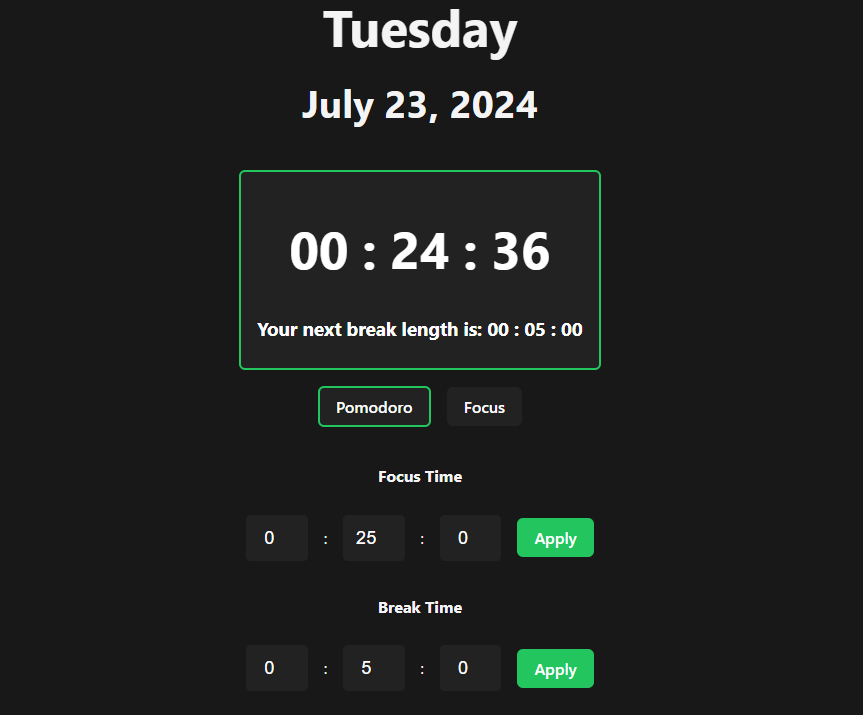 Tuesday
July 23, 2024
00 : 24 : 36
Your next break length is: 00 : 05 : 00
Pomodoro Focus
Focus Time
0 : 25 : 0 Apply
Break Time
0 : 5 : 0 Apply